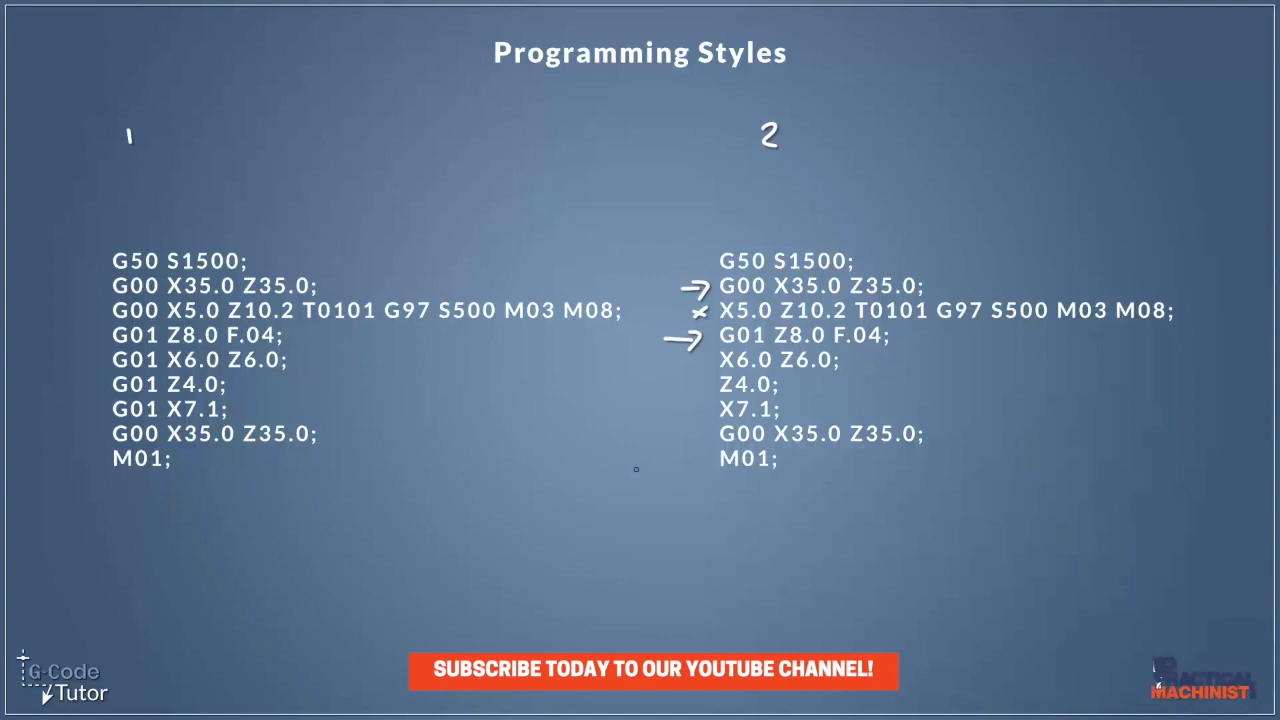 Programming Styles
1
2
G50 S1500;
G00 X35.0 Z35.0;
G00 X5.0 Z10.2 T0101 G97 S500 M03 M08;
G01 Z8.0 F.04;
G01 X6.0 Z6.0;
G01 Z4.0;
G01 X7.1;
G00 X35.0 Z35.0;
M01;
G50 S1500;
G00 X35.0 Z35.0;
X5.0 Z10.2 T0101 G97 S500 M03 M08;
G01 Z8.0 F.04;
X6.0 Z6.0;
Z4.0;
X7.1;
G00 X35.0 Z35.0;
M01;
G-Code
Tutor
SUBSCRIBE TODAY TO OUR YOUTUBE CHANNEL!
PRACTICAL
MACHINIST